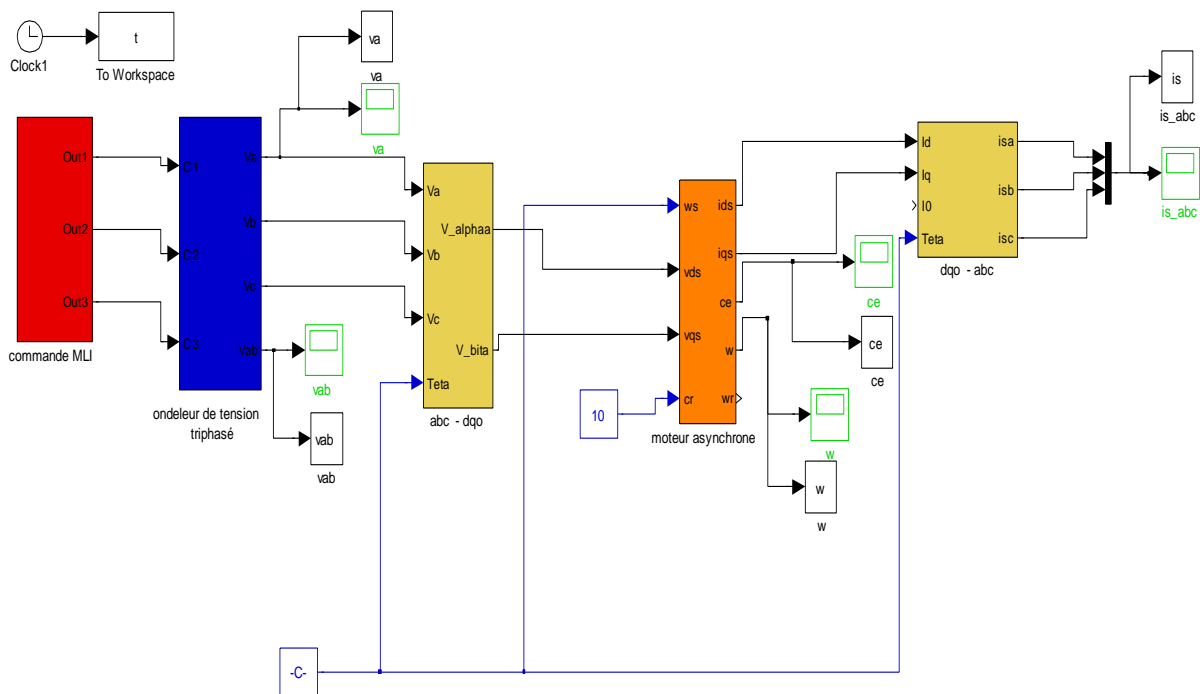 Clock1
t
To Workspace
va
va
va
Out1
Out2
Out3
commande MLI
C1
C2
C3
Va
Vb
Vc
Vab
ondeleur de tension
triphasé
vab
vab
vab
Va
Vb
Vc
Teta
V_alphaa
V_bita
abc - dqo
10
ws
vds
vqs
cr
ids
iqs
ce
w
wr
moteur asynchrone
ce
ce
ce
w
w
w
Id
Iq
I0
Teta
isa
isb
isc
dqo - abc
is
is_abc
is_abc
-C-